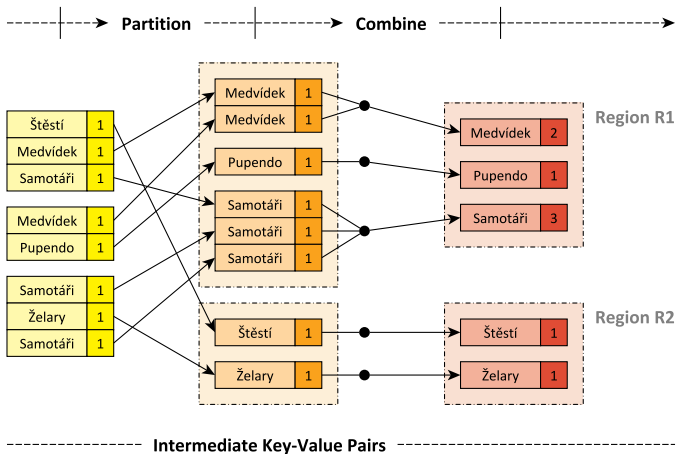 Partition
Combine
Štěstí 1
Medvídek 1
Samotáři 1
Medvídek 1
Pupendo 1
Samotáři 1
Želary 1
Samotáři 1
Medvídek 1
Medvídek 1
Pupendo 1
Samotáři 1
Samotáři 1
Samotáři 1
Štěstí 1
Želary 1
Region R1
Medvídek 2
Pupendo 1
Samotáři 3
Region R2
Štěstí 1
Želary 1
Intermediate Key-Value Pairs